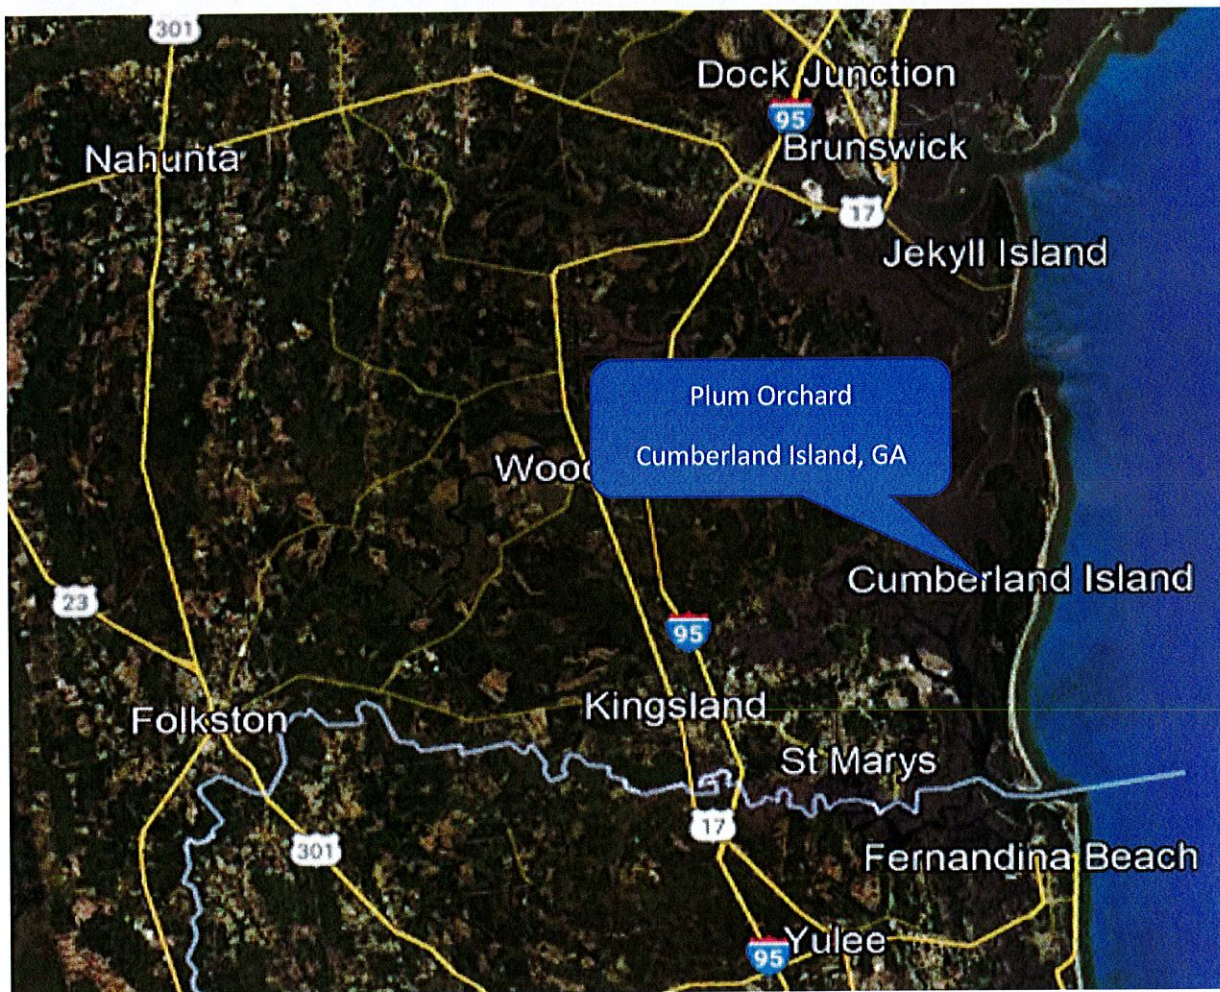 301
Dock Junction
95
Nahunta
Brunswick
17
Jekyll Island
Plum Orchard
Cumberland Island, GA
Wood
Cumberland Island
23
95
Kingsland
Folkston
St Marys
17
301
Fernandina Beach
Yulee
95